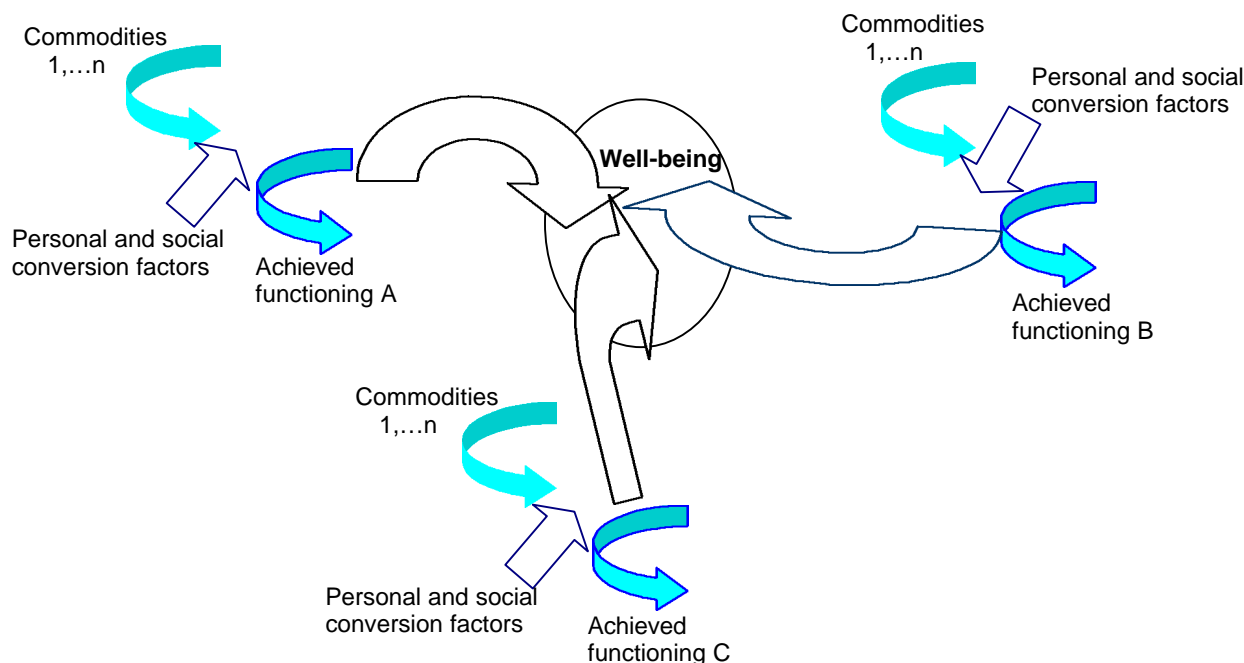 Commodities
1,…n
Personal and social
conversion factors
Achieved
functioning A
Well-being
Commodities
1,…n
Personal and social
conversion factors
Achieved
functioning B
Commodities
1,…n
Personal and social
conversion factors
Achieved
functioning C